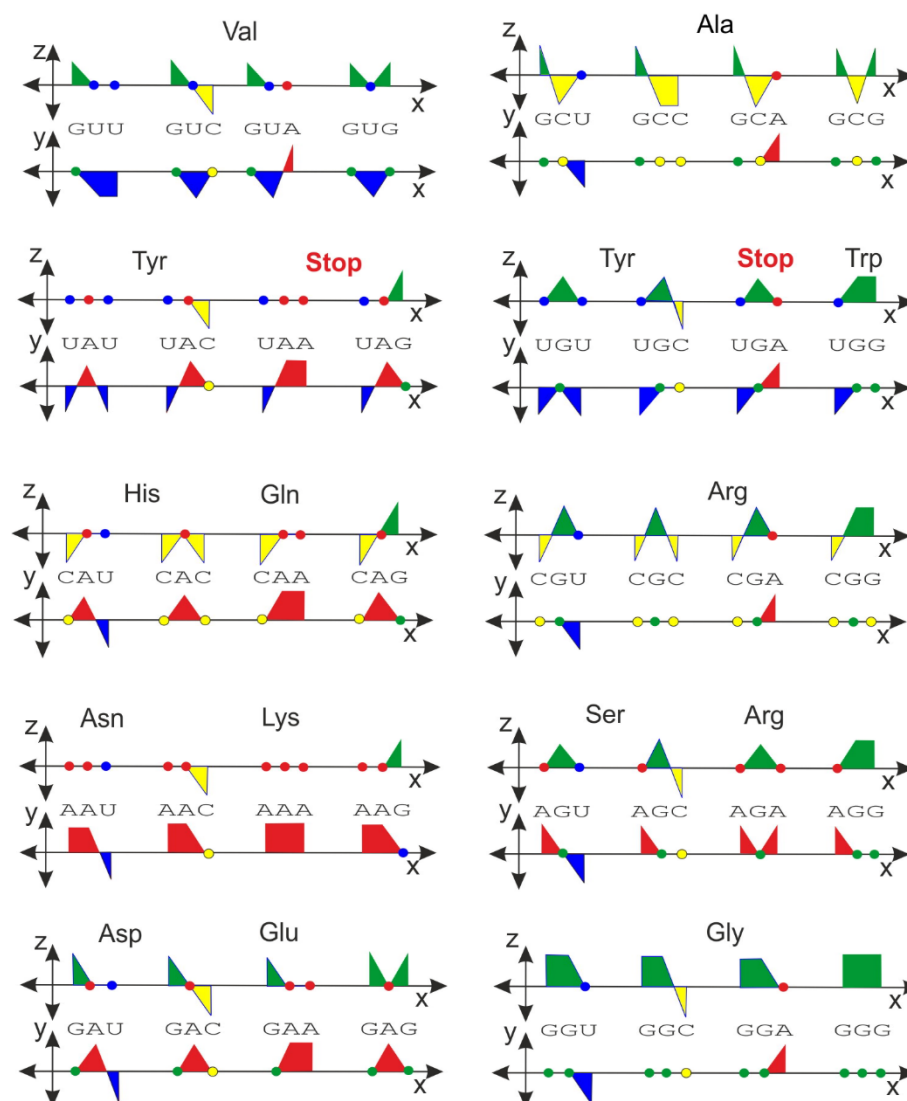 Val
z
x
GUU GUC GUA GUG
y
x
Ala
z
x
GCU GCC GCA GCG
y
x
Tyr Stop
z
x
UAU UAC UAA UAG
y
x
Tyr Stop Trp
z
x
UGU UGC UGA UGG
y
x
His Gln
z
x
CAU CAC CAA CAG
y
x
Arg
z
x
CGU CGC CGA CGG
y
x
Asn Lys
z
x
AAU AAC AAA AAG
y
x
Ser Arg
z
x
AGU AGC AGA AGG
y
x
Asp Glu
z
x
GAU GAC GAA GAG
y
x
Gly
z
x
GGU GGC GGA GGG
y
x